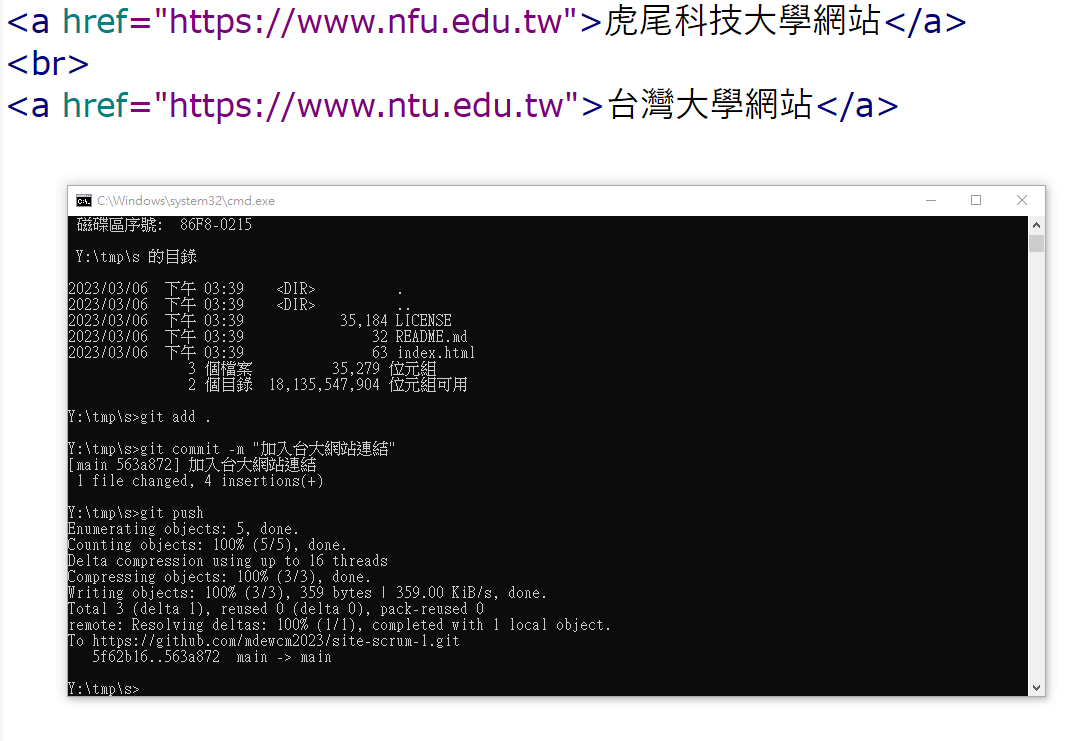 <a href="https://www.nfu.edu.tw">虎尾科技大學網站</a>
<br>
<a href="https://www.ntu.edu.tw">台灣大學網站</a>
C:\Windows\system32\cmd.exe
磁碟區序號:  86F8-0215
Y:\tmp\s 的目錄
2023/03/06  下午 03:39    <DIR>          .
2023/03/06  下午 03:39    <DIR>          ..
2023/03/06  下午 03:39            35,184 LICENSE
2023/03/06  下午 03:39                32 README.md
2023/03/06  下午 03:39                63 index.html
3 個檔案          35,279 位元組
2 個目錄  18,135,547,904 位元組可用
Y:\tmp\s>git add .
Y:\tmp\s>git commit -m "加入台大網站連結"
[main 563a872] 加入台大網站連結
1 file changed, 4 insertions(+)
Y:\tmp\s>git push
Enumerating objects: 5, done.
Counting objects: 100% (5/5), done.
Delta compression using up to 16 threads
Compressing objects: 100% (3/3), done.
Writing objects: 100% (3/3), 359 bytes | 359.00 KiB/s, done.
Total 3 (delta 1), reused 0 (delta 0), pack-reused 0
remote: Resolving deltas: 100% (1/1), completed with 1 local object.
To https://github.com/mdewcm2023/site-scrum-1.git
5f62b16..563a872  main -> main
Y:\tmp\s>